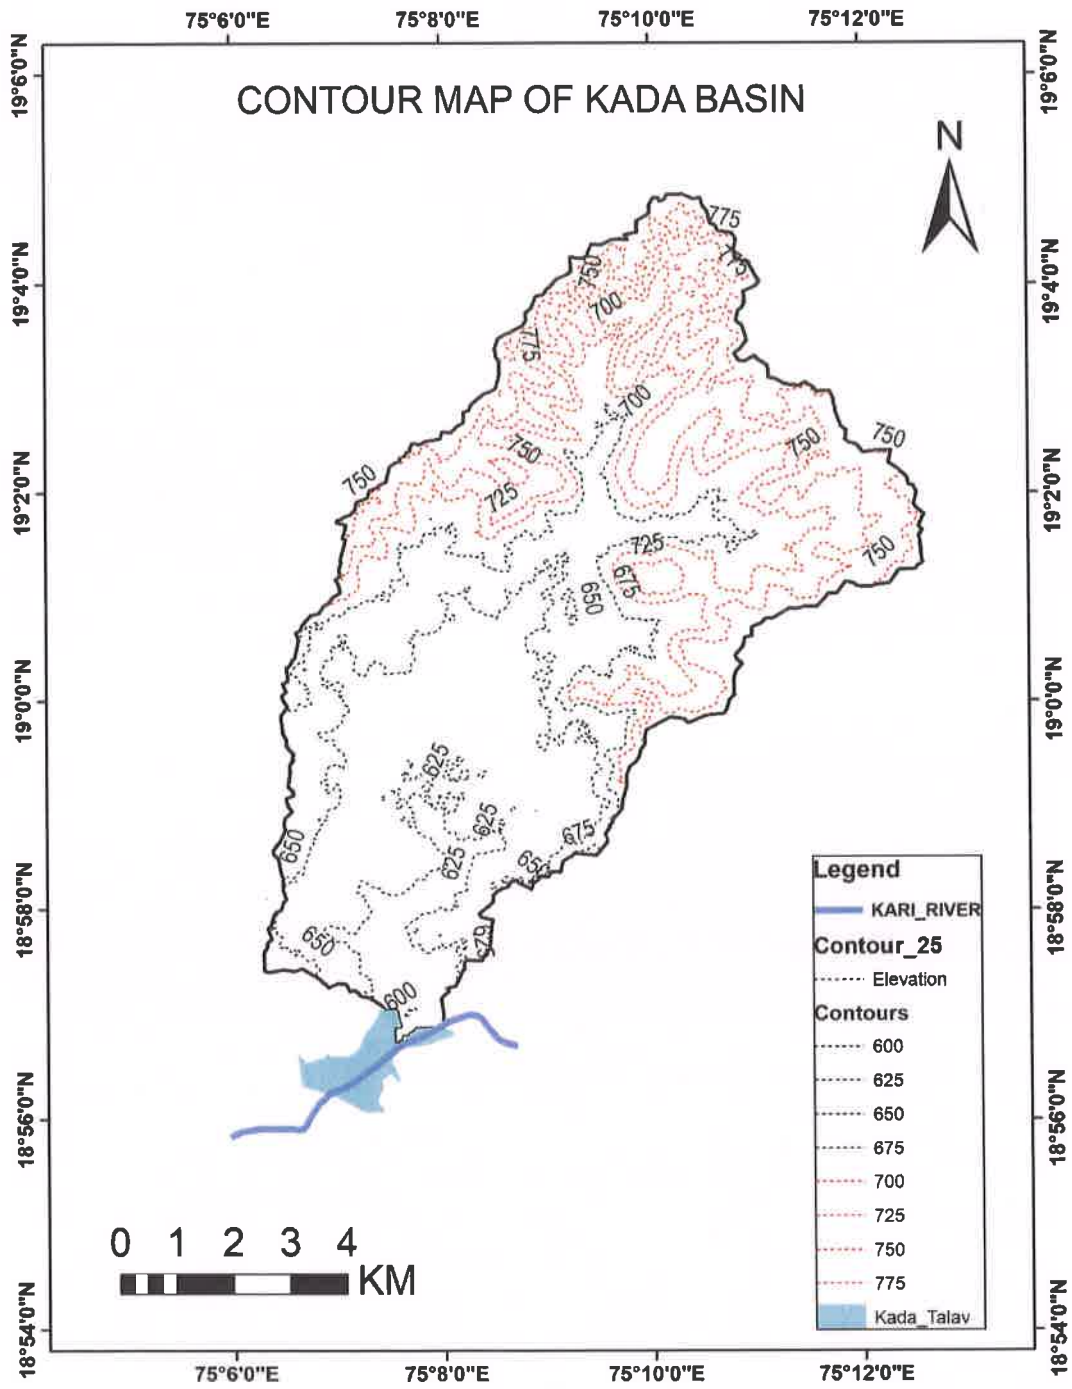 75°6'0"E 75°8'0"E 75°10'0"E 75°12'0"E
19°6'0"N 19°6'0"N
CONTOUR MAP OF KADA BASIN
N
775
775
750
19°4'0"N 19°4'0"N
700
775
700
750
750
750
750
725
19°2'0"N 19°2'0"N
725
750
675
650
19°0'0"N 19°0'0"N
625
625
675
650
625
650
18°58'0"N 18°58'0"N
650
600
Legend
KARI_RIVER
Contour_25
Elevation
Contours
600
625
650
675
700
725
750
775
Kada_Talav
18°56'0"N 18°56'0"N
0 1 2 3 4
KM
18°54'0"N 18°54'0"N
75°6'0"E 75°8'0"E 75°10'0"E 75°12'0"E